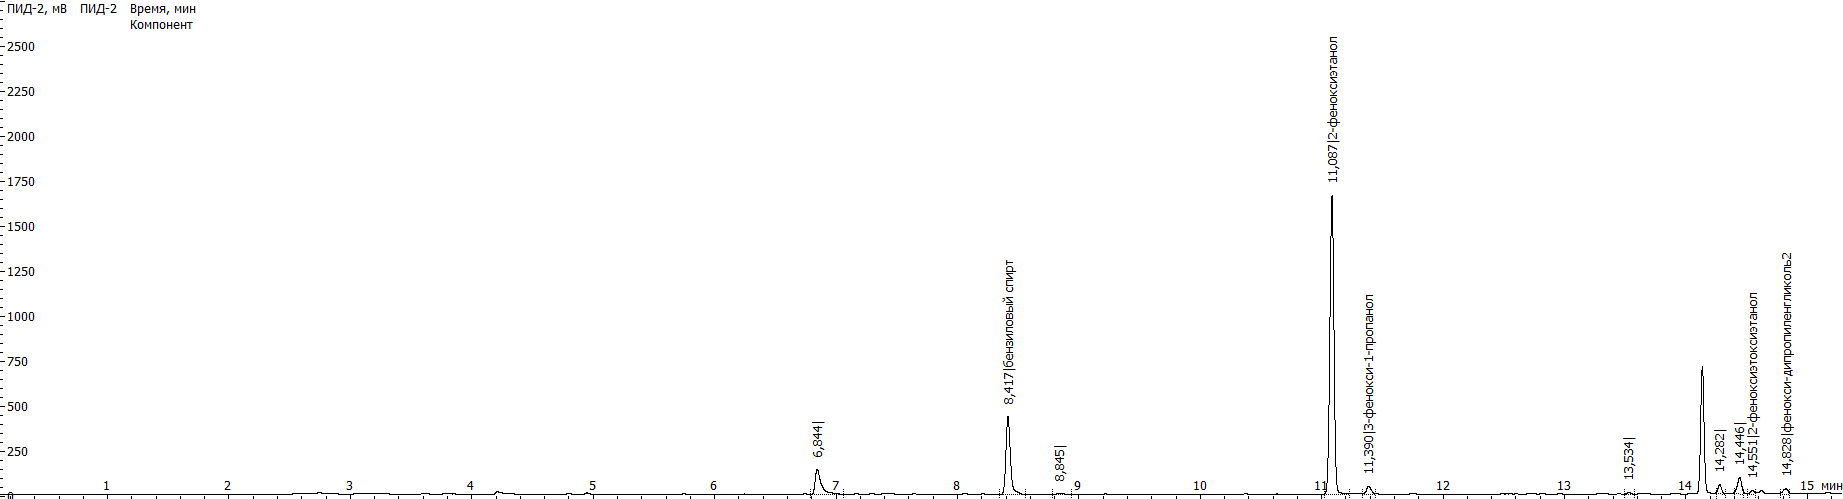 ПИД-2, мВ ПИД-2 Время, мин
Компонент
2500
2250
2000
1750
1500
1250
1000
750
500
250
0
1 2 3 4 5 6 7 8 9 10 11 12 13 14 15 мин
6,844|
8,417|бензиловый спирт
8,845|
11,087|2-феноксиэтанол
11,390|3-фенокси-1-пропанол
13,534|
14,282|
14,446|
14,551|2-феноксиэтоксиэтанол
14,828|фенокси-дипропиленгликоль2